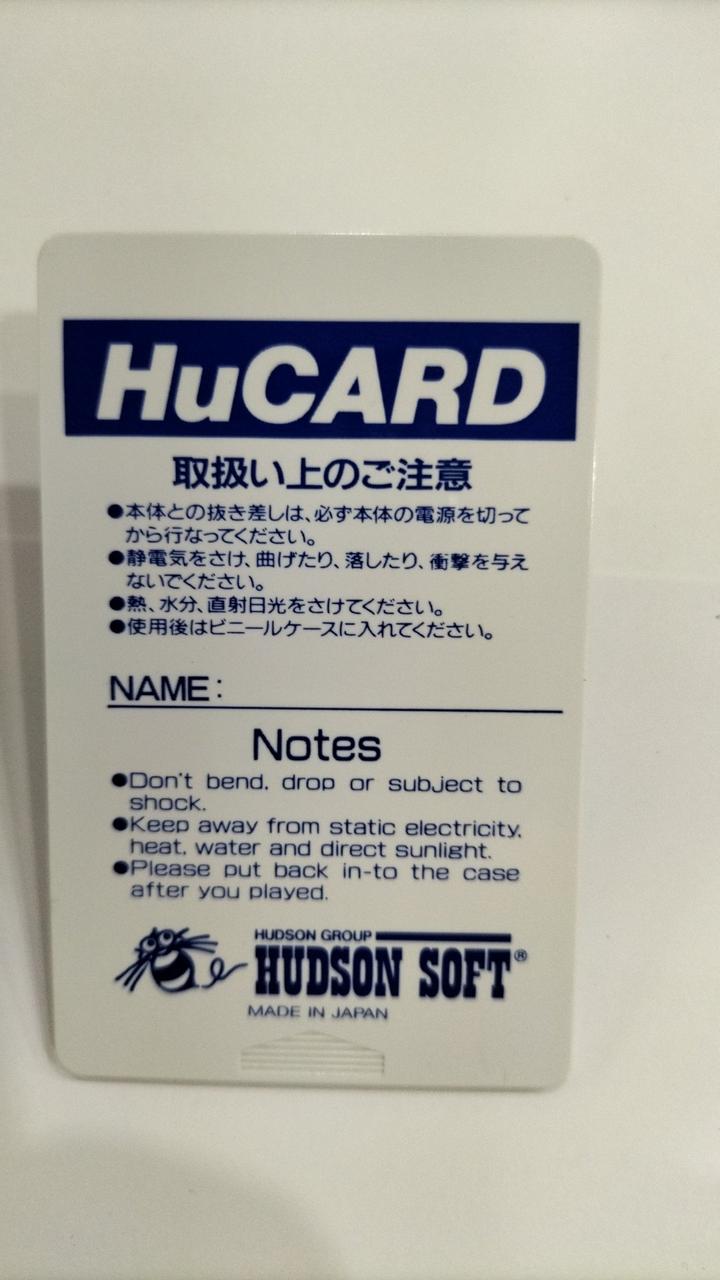 HuCARD
取扱い上のご注意
●本体との抜き差しは、必ず本体の電源を切って
から行なってください。
●静電気をさけ、曲げたり、落したり、衝撃を与え
ないでください。
●熱、水分、直射日光をさけてください。
●使用後はビニールケースに入れてください。
NAME:
Notes
●Don't bend, drop or subject to
shock.
●Keep away from static electricity,
heat, water and direct sunlight.
●Please put back in-to the case
after you played.
HUDSON GROUP
HUDSON SOFT®
MADE IN JAPAN